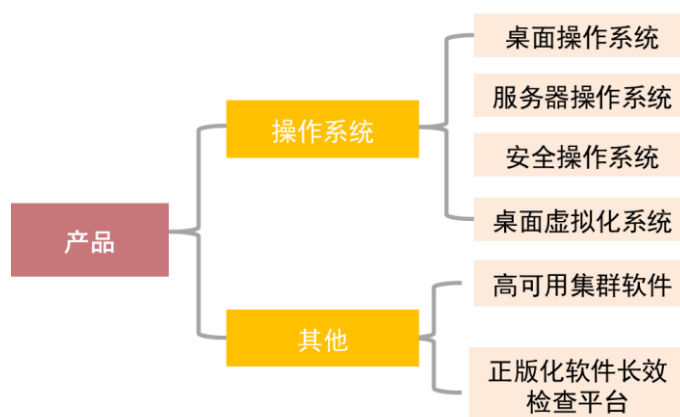 产品
操作系统
桌面操作系统
服务器操作系统
安全操作系统
桌面虚拟化系统
其他
高可用集群软件
正版化软件长效
检查平台